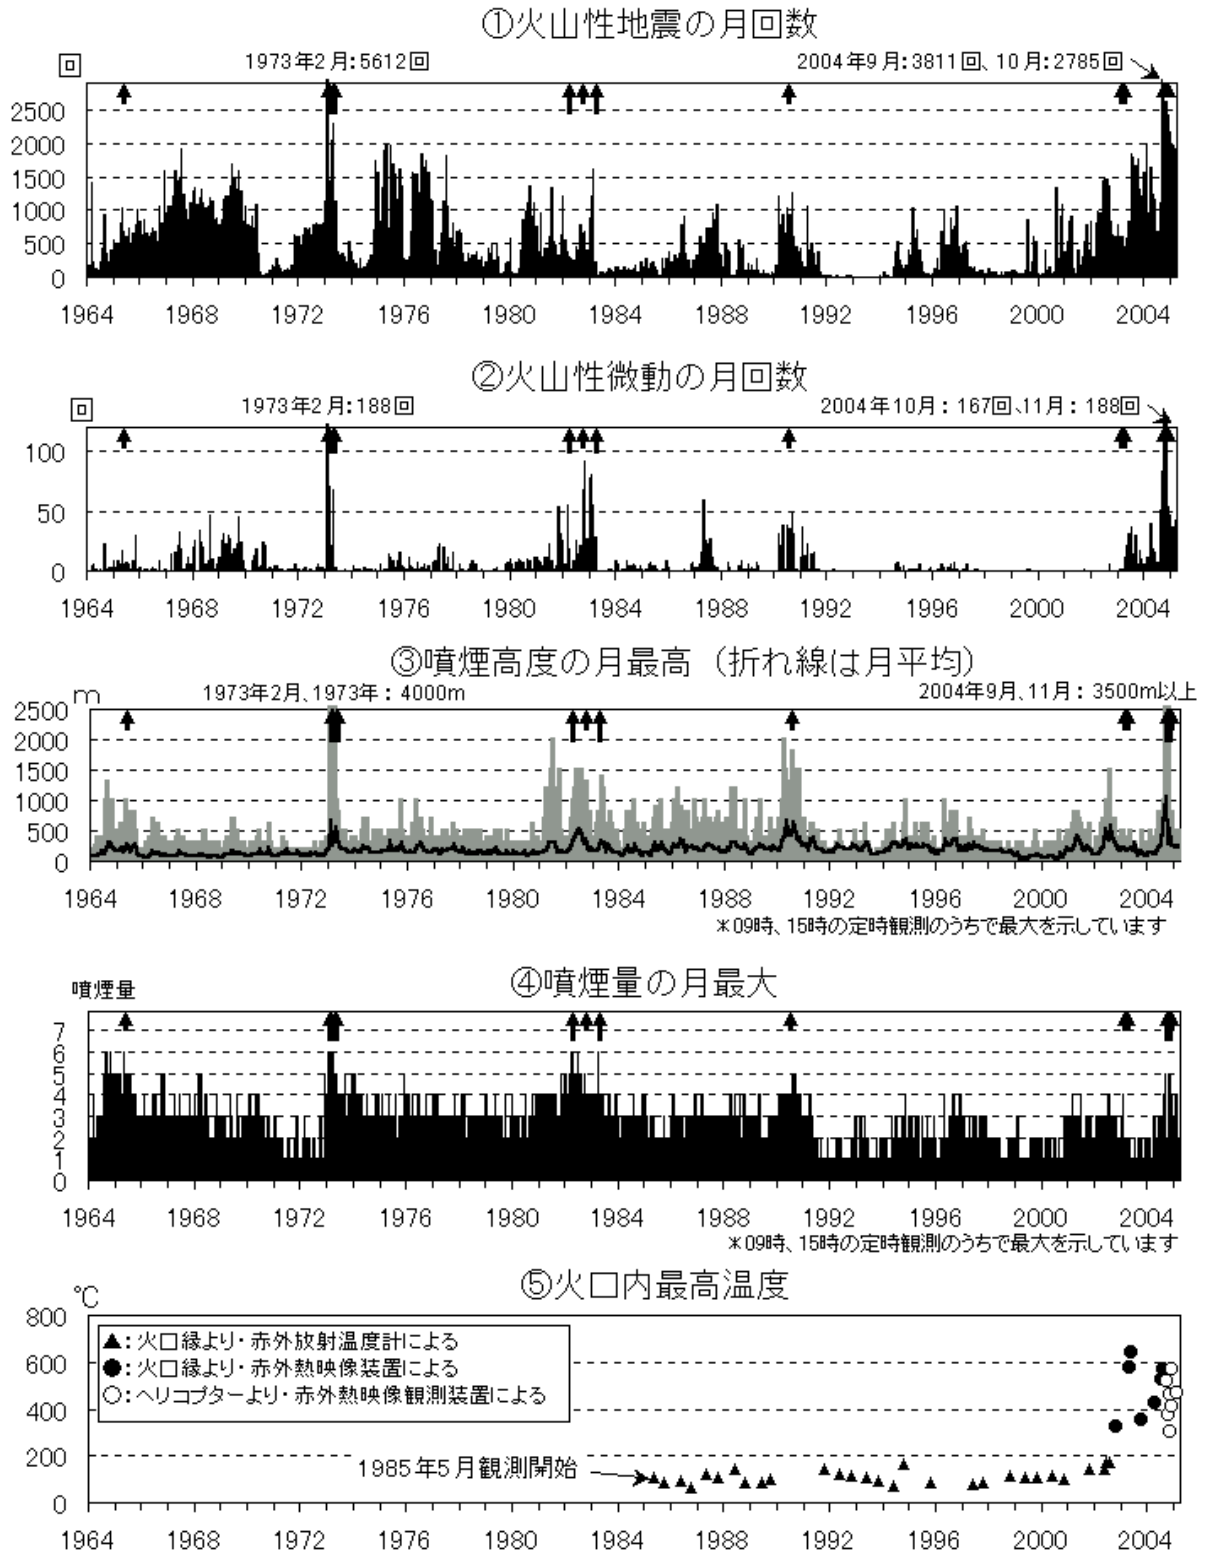 ①火山性地震の月回数
回 1973年2月:5612回 2004年9月:3811回、10月:2785回
2500
2000
1500
1000
500
0
1964 1968 1972 1976 1980 1984 1988 1992 1996 2000 2004
②火山性微動の月回数
回 1973年2月:188回 2004年10月：167回、11月：188回
100
50
0
1964 1968 1972 1976 1980 1984 1988 1992 1996 2000 2004
③噴煙高度の月最高（折れ線は月平均）
m 1973年2月、1973年：4000m 2004年9月、11月：3500m以上
2500
2000
1500
1000
500
0
1964 1968 1972 1976 1980 1984 1988 1992 1996 2000 2004
＊09時、15時の定時観測のうちで最大を示しています
④噴煙量の月最大
噴煙量
7
6
5
4
3
2
1
0
1964 1968 1972 1976 1980 1984 1988 1992 1996 2000 2004
＊09時、15時の定時観測のうちで最大を示しています
⑤火口内最高温度
℃
800
▲：火口縁より・赤外放射温度計による
600 ●：火口縁より・赤外熱映像装置による
○：ヘリコプターより・赤外熱映像観測装置による
400
200
1985年5月観測開始
0
1964 1968 1972 1976 1980 1984 1988 1992 1996 2000 2004